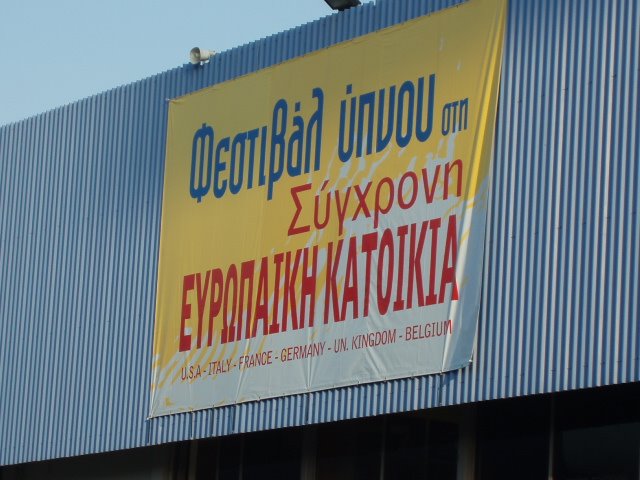 Φεστιβάλ ύπνου στη
Σύγχρονη
ΕΥΡΩΠΑΙΚΗ ΚΑΤΟΙΚΙΑ
U.S.A - ITALY - FRANCE - GERMANY - UN. KINGDOM - BELGIUM